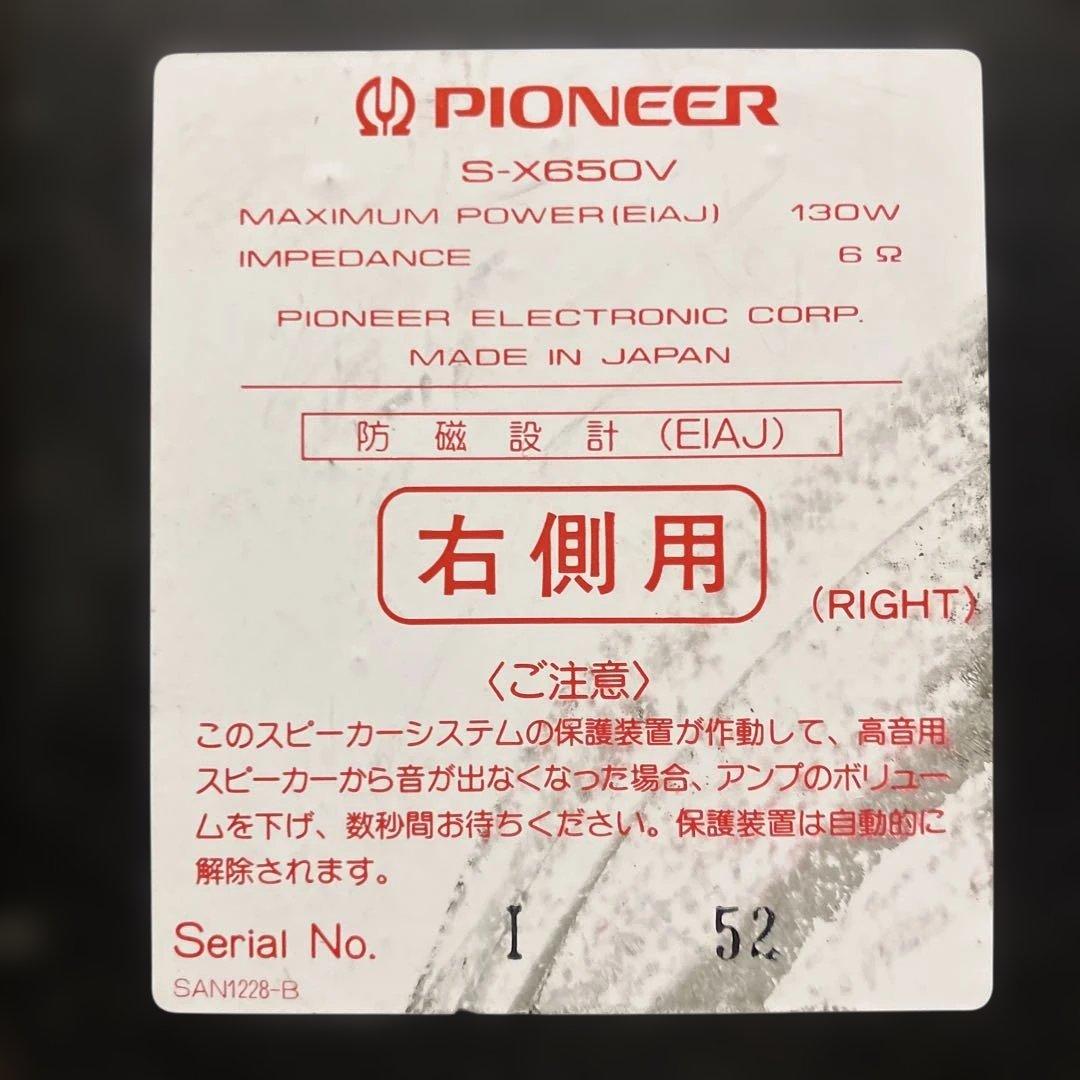 PIONEER
S-X650V
MAXIMUM POWER(EIAJ) 130W
IMPEDANCE 6 Ω
PIONEER ELECTRONIC CORP.
MADE IN JAPAN
防磁設計(EIAJ)
右側用
(RIGHT)
〈ご注意〉
このスピーカーシステムの保護装置が作動して、高音用
スピーカーから音が出なくなった場合、アンプのボリュー
ムを下げ、数秒間お待ちください。保護装置は自動的に
解除されます。
Serial No. I 52
SAN1228-B